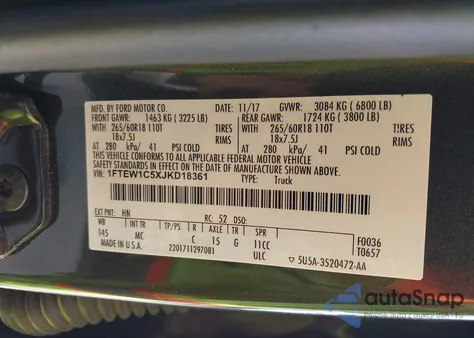 MFD. BY FORD MOTOR CO. DATE: 11/17 GVWR: 3084 KG (6800 LB)
FRONT GAWR: 1463 KG (3225 LB) REAR GAWR: 1724 KG (3800 LB)
WITH 265/60R18 110T TIRES WITH 265/60R18 110T TIRES
18x7.5J RIMS 18x7.5J RIMS
AT 280 kPa/ 41 PSI COLD AT 280 kPa/ 41 PSI COLD
THIS VEHICLE CONFORMS TO ALL APPLICABLE FEDERAL MOTOR VEHICLE
SAFETY STANDARDS IN EFFECT ON THE DATE OF MANUFACTURE SHOWN ABOVE.
VIN: 1FTEW1C5XJKD18361
TYPE: Truck
EXT PNT: HN RC: 52 DSO:
WB INT TR TP/PS R AXLE TR SPR F0036
145 MC C 15 G 11CC T0657
MADE IN U.S.A. 2201711297081 ULC ▽ 5U5A-3520472-AA
autoSnap